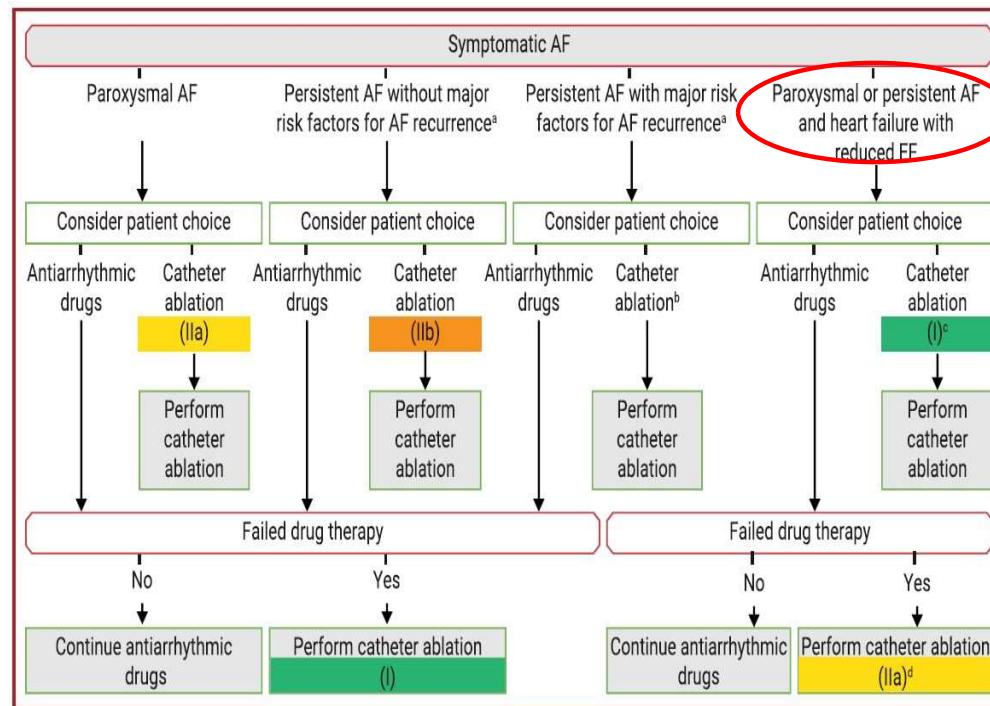 Symptomatic AF
Paroxysmal AF
Persistent AF without major
risk factors for AF recurrenceᵃ
Persistent AF with major risk
factors for AF recurrenceᵃ
Paroxysmal or persistent AF
and heart failure with
reduced EF
Consider patient choice
Consider patient choice
Consider patient choice
Consider patient choice
Antiarrhythmic
drugs
Catheter
ablation
(IIa)
Antiarrhythmic
drugs
Catheter
ablation
(IIb)
Antiarrhythmic
drugs
Catheter
ablationᵇ
Antiarrhythmic
drugs
Catheter
ablation
(I)ᶜ
Perform
catheter
ablation
Perform
catheter
ablation
Perform
catheter
ablation
Perform
catheter
ablation
Failed drug therapy
Failed drug therapy
No
Yes
No
Yes
Continue antiarrhythmic
drugs
Perform catheter ablation
(I)
Continue antiarrhythmic
drugs
Perform catheter ablation
(IIa)ᵈ